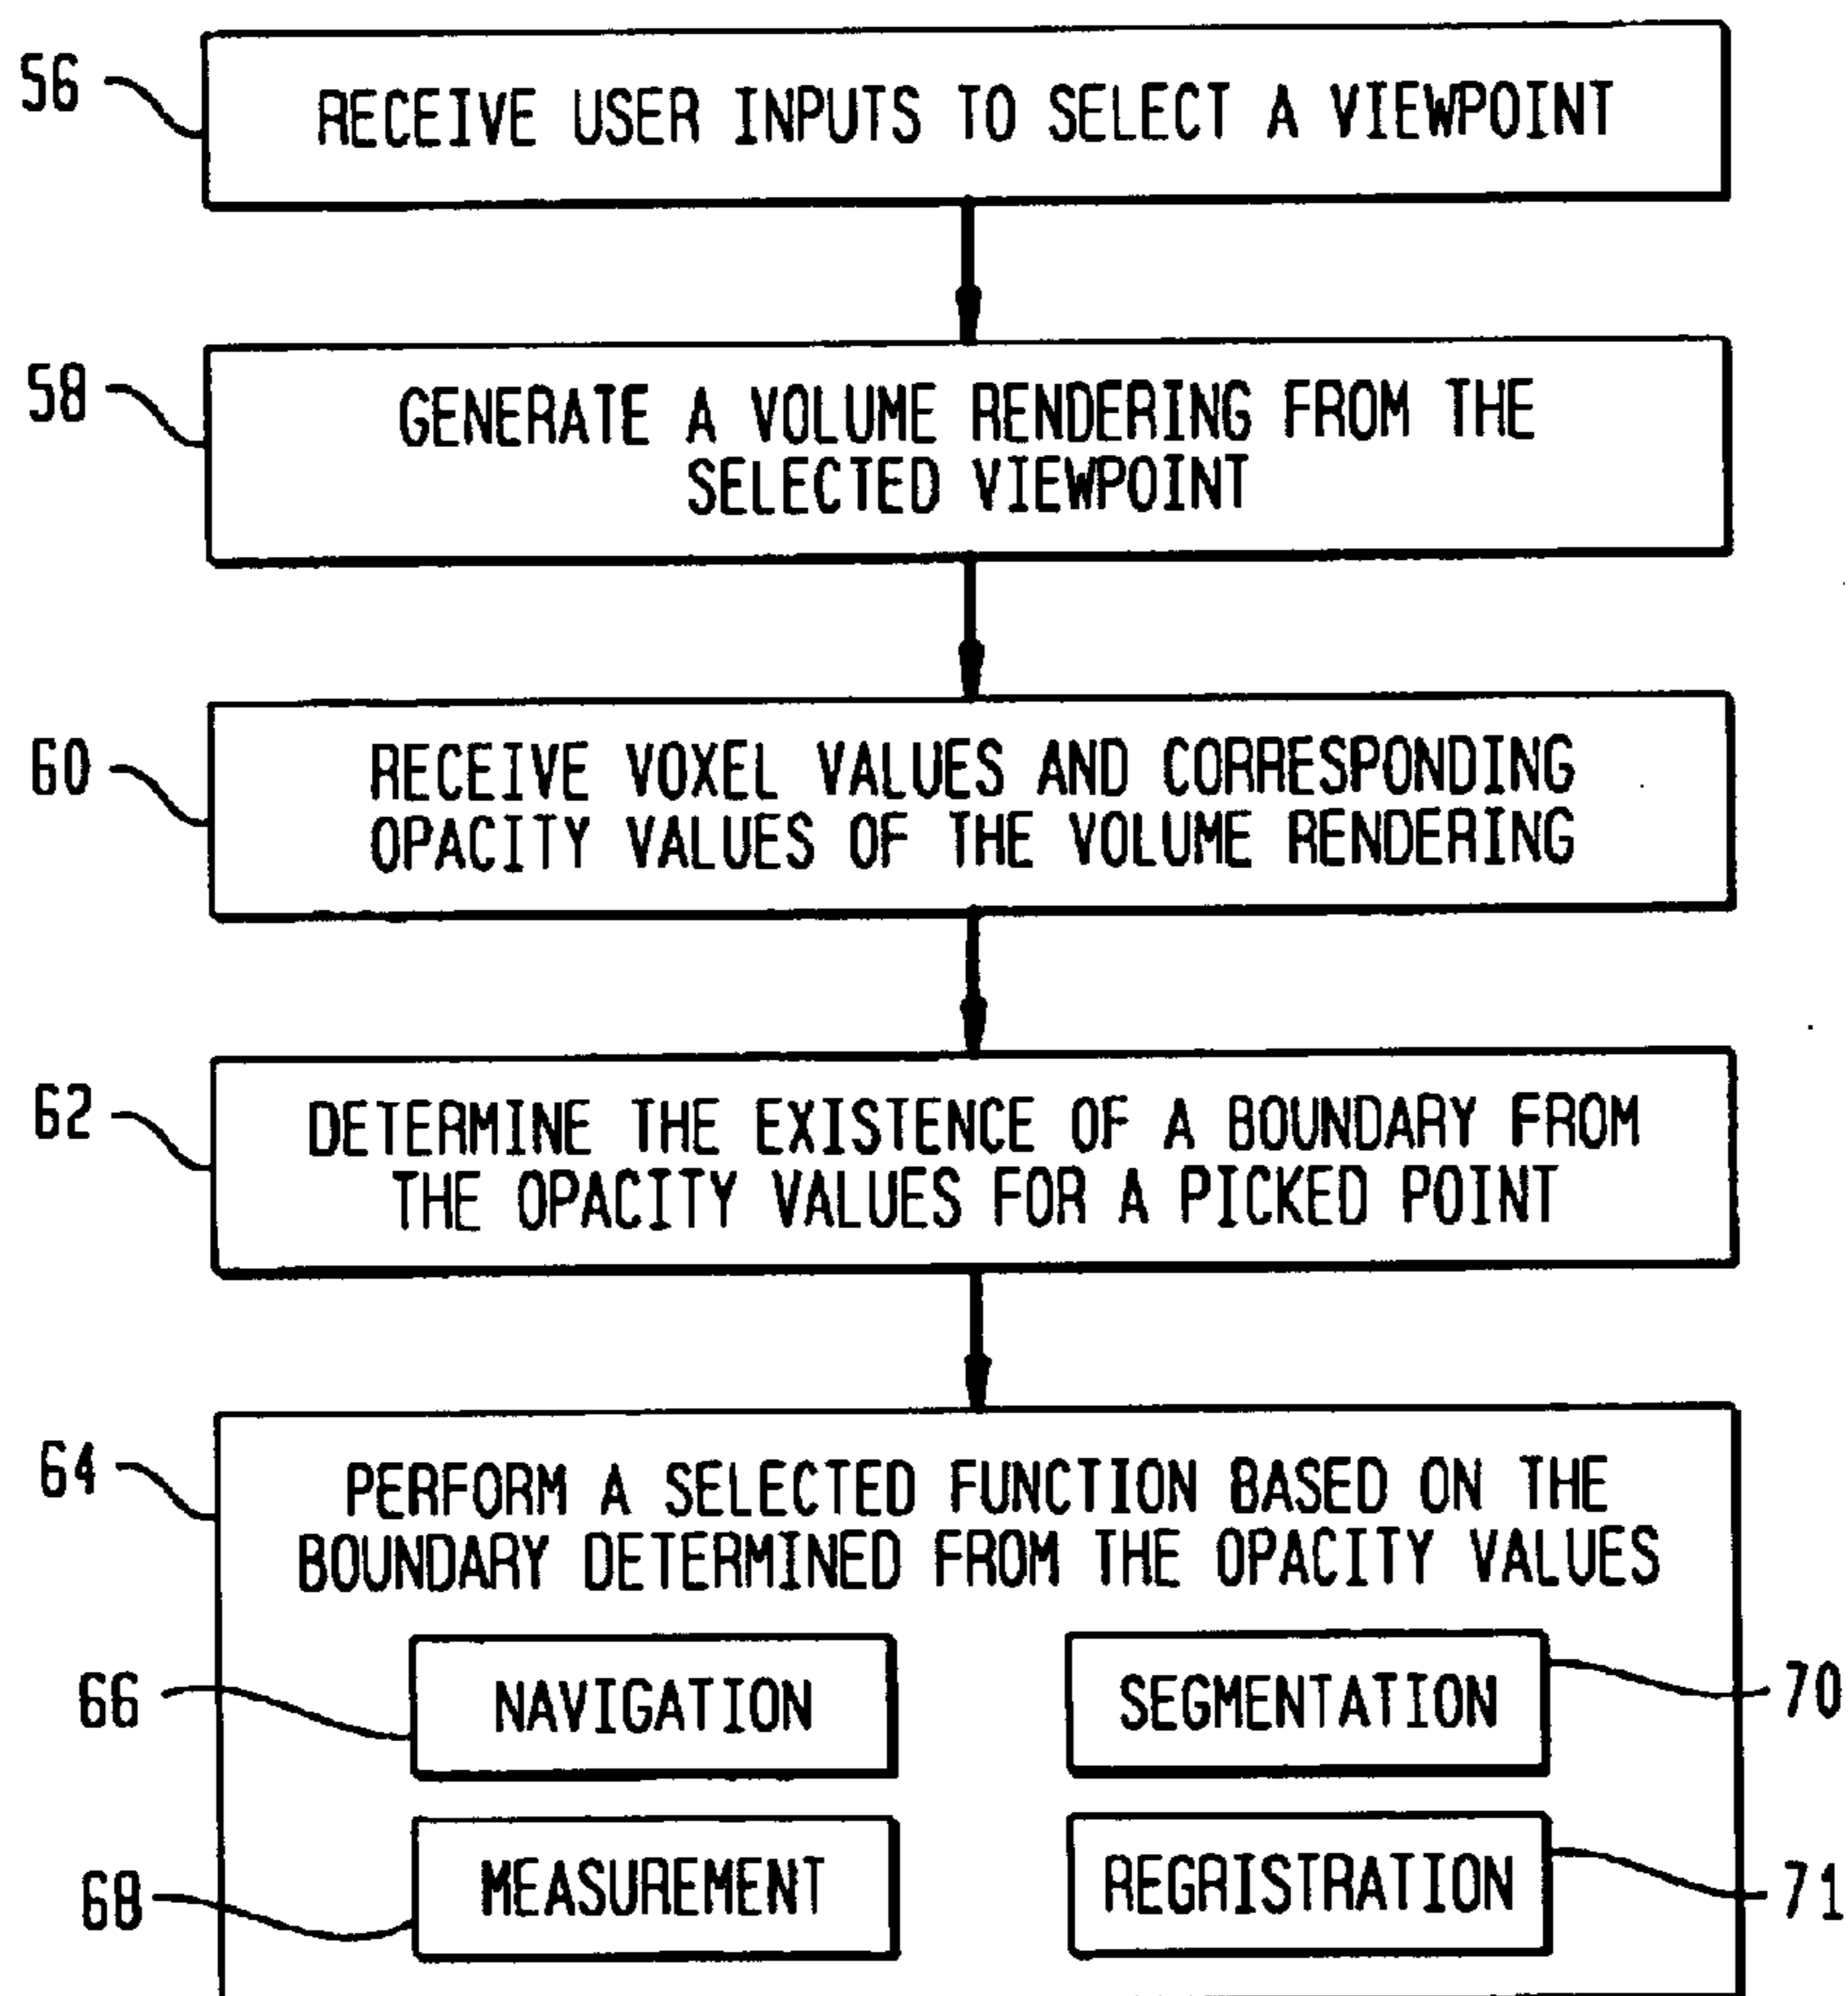 56
RECEIVE USER INPUTS TO SELECT A VIEWPOINT
58
GENERATE A VOLUME RENDERING FROM THE
SELECTED VIEWPOINT
60
RECEIVE VOXEL VALUES AND CORRESPONDING
OPACITY VALUES OF THE VOLUME RENDERING
62
DETERMINE THE EXISTENCE OF A BOUNDARY FROM
THE OPACITY VALUES FOR A PICKED POINT
64
PERFORM A SELECTED FUNCTION BASED ON THE
BOUNDARY DETERMINED FROM THE OPACITY VALUES
66
NAVIGATION
SEGMENTATION
70
68
MEASUREMENT
REGRISTRATION
71